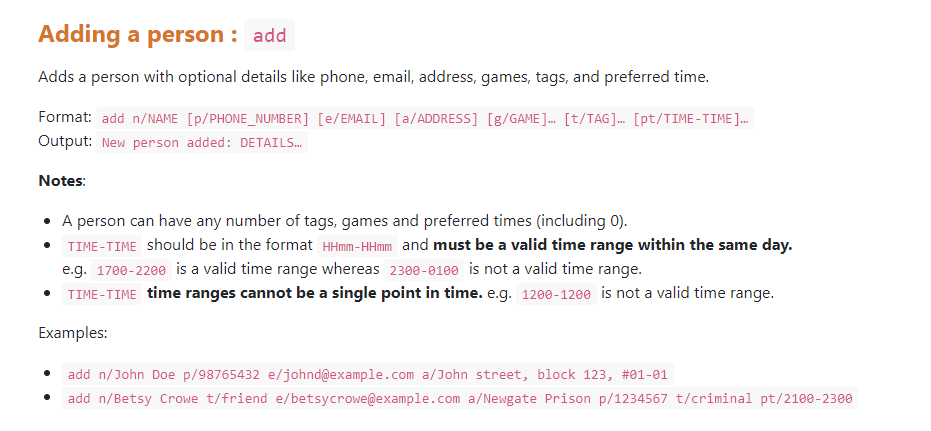 Adding a person : add
Adds a person with optional details like phone, email, address, games, tags, and preferred time.
Format: add n/NAME [p/PHONE_NUMBER] [e/EMAIL] [a/ADDRESS] [g/GAME]… [t/TAG]… [pt/TIME-TIME]…
Output: New person added: DETAILS…
Notes:
• A person can have any number of tags, games and preferred times (including 0).
• TIME-TIME should be in the format HHmm-HHmm and must be a valid time range within the same day.
e.g. 1700-2200 is a valid time range whereas 2300-0100 is not a valid time range.
• TIME-TIME time ranges cannot be a single point in time. e.g. 1200-1200 is not a valid time range.
Examples:
• add n/John Doe p/98765432 e/johnd@example.com a/John street, block 123, #01-01
• add n/Betsy Crowe t/friend e/betsycrowe@example.com a/Newgate Prison p/1234567 t/criminal pt/2100-2300